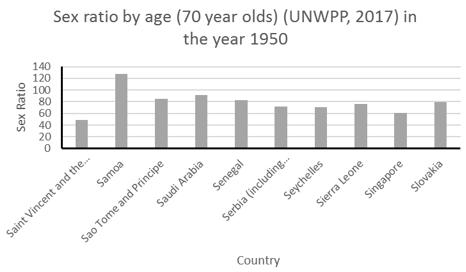 Sex ratio by age (70 year olds) (UNWPP, 2017) in
the year 1950
140
120
100
80
60
40
20
0
Sex Ratio
Saint Vincent and the…
Samoa
Sao Tome and Principe
Saudi Arabia
Senegal
Serbia (including…
Seychelles
Sierra Leone
Singapore
Slovakia
Country